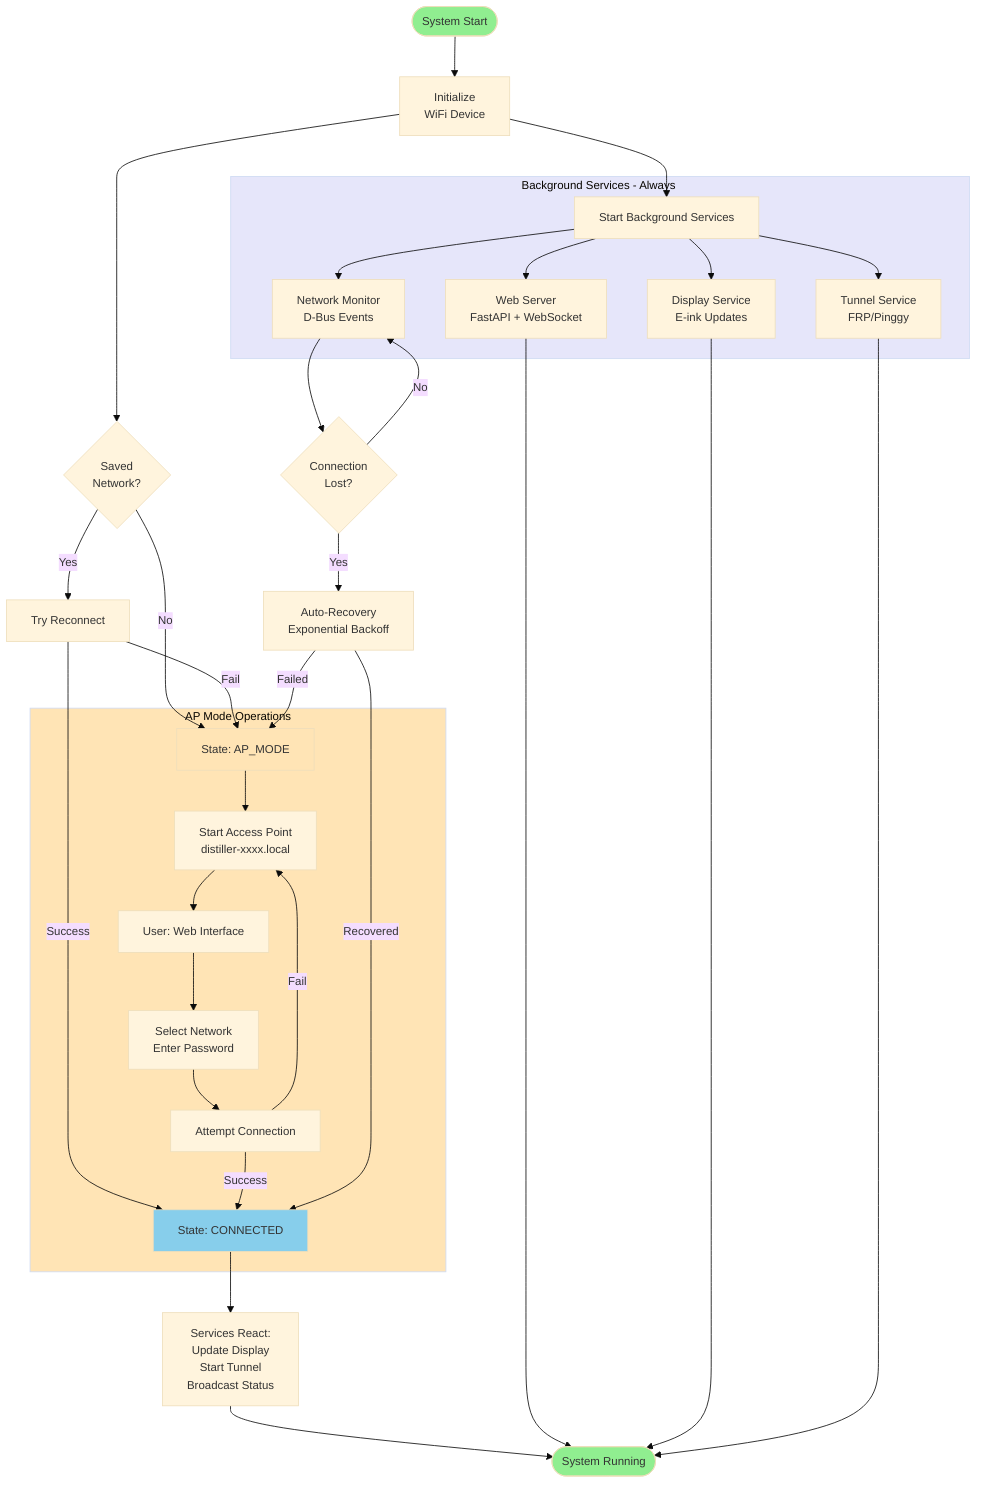 System Start
Initialize
WiFi Device
Background Services - Always
Start Background Services
Network Monitor
D-Bus Events
Web Server
FastAPI + WebSocket
Display Service
E-ink Updates
Tunnel Service
FRP/Pinggy
No
Saved
Network?
Connection
Lost?
Yes
Yes
Try Reconnect
No
Auto-Recovery
Exponential Backoff
Fail
Failed
AP Mode Operations
State: AP_MODE
Start Access Point
distiller-xxxx.local
Success
User: Web Interface
Recovered
Fail
Select Network
Enter Password
Attempt Connection
Success
State: CONNECTED
Services React:
Update Display
Start Tunnel
Broadcast Status
System Running